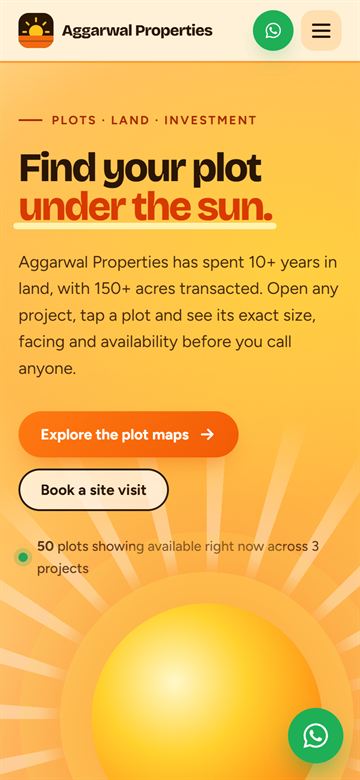 Aggarwal Properties
PLOTS · LAND · INVESTMENT
Find your plot
under the sun.
Aggarwal Properties has spent 10+ years in
land, with 150+ acres transacted. Open any
project, tap a plot and see its exact size,
facing and availability before you call
anyone.
Explore the plot maps →
Book a site visit
50 plots showing available right now across 3
projects